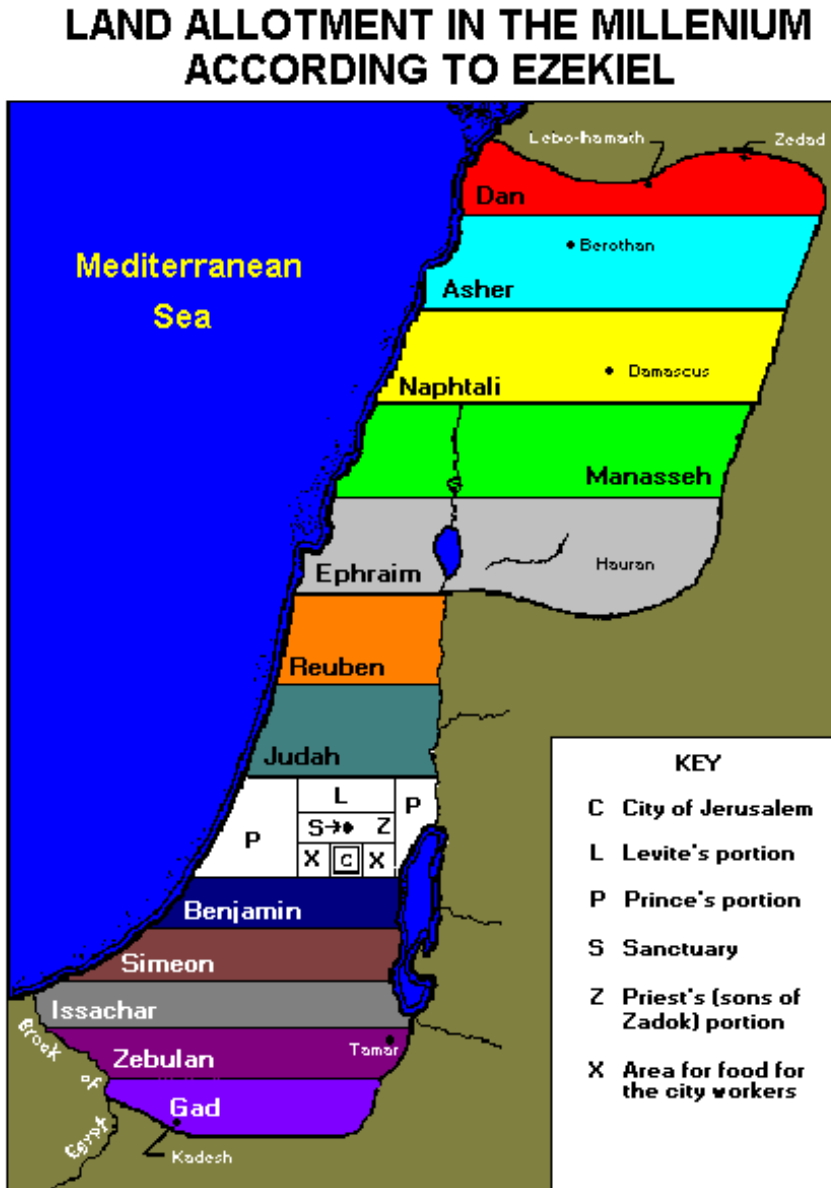 LAND ALLOTMENT IN THE MILLENIUM
ACCORDING TO EZEKIEL
Lebo-hamath
Zedad
Dan
Berothan
Mediterranean
Sea
Asher
Damascus
Naphtali
Manasseh
Ephraim
Hauran
Reuben
Judah
L
P
P
S
Z
X
C
X
Benjamin
Simeon
Issachar
Brook
of
Egypt
Zebulan
Tamar
Gad
Kadesh
KEY
C City of Jerusalem
L Levite's portion
P Prince's portion
S Sanctuary
Z Priest's (sons of
Zadok) portion
X Area for food for
the city workers